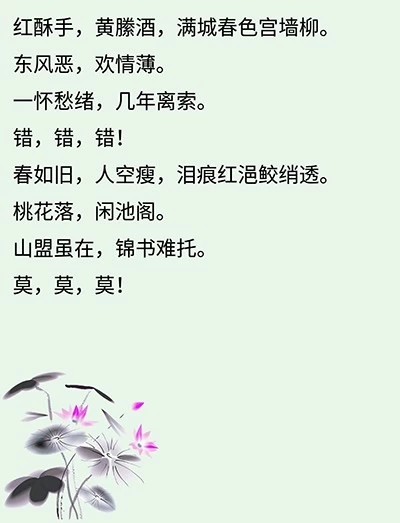 红酥手，黄縢酒，满城春色宫墙柳。
东风恶，欢情薄。
一怀愁绪，几年离索。
错，错，错！
春如旧，人空瘦，泪痕红浥鲛绡透。
桃花落，闲池阁。
山盟虽在，锦书难托。
莫，莫，莫！